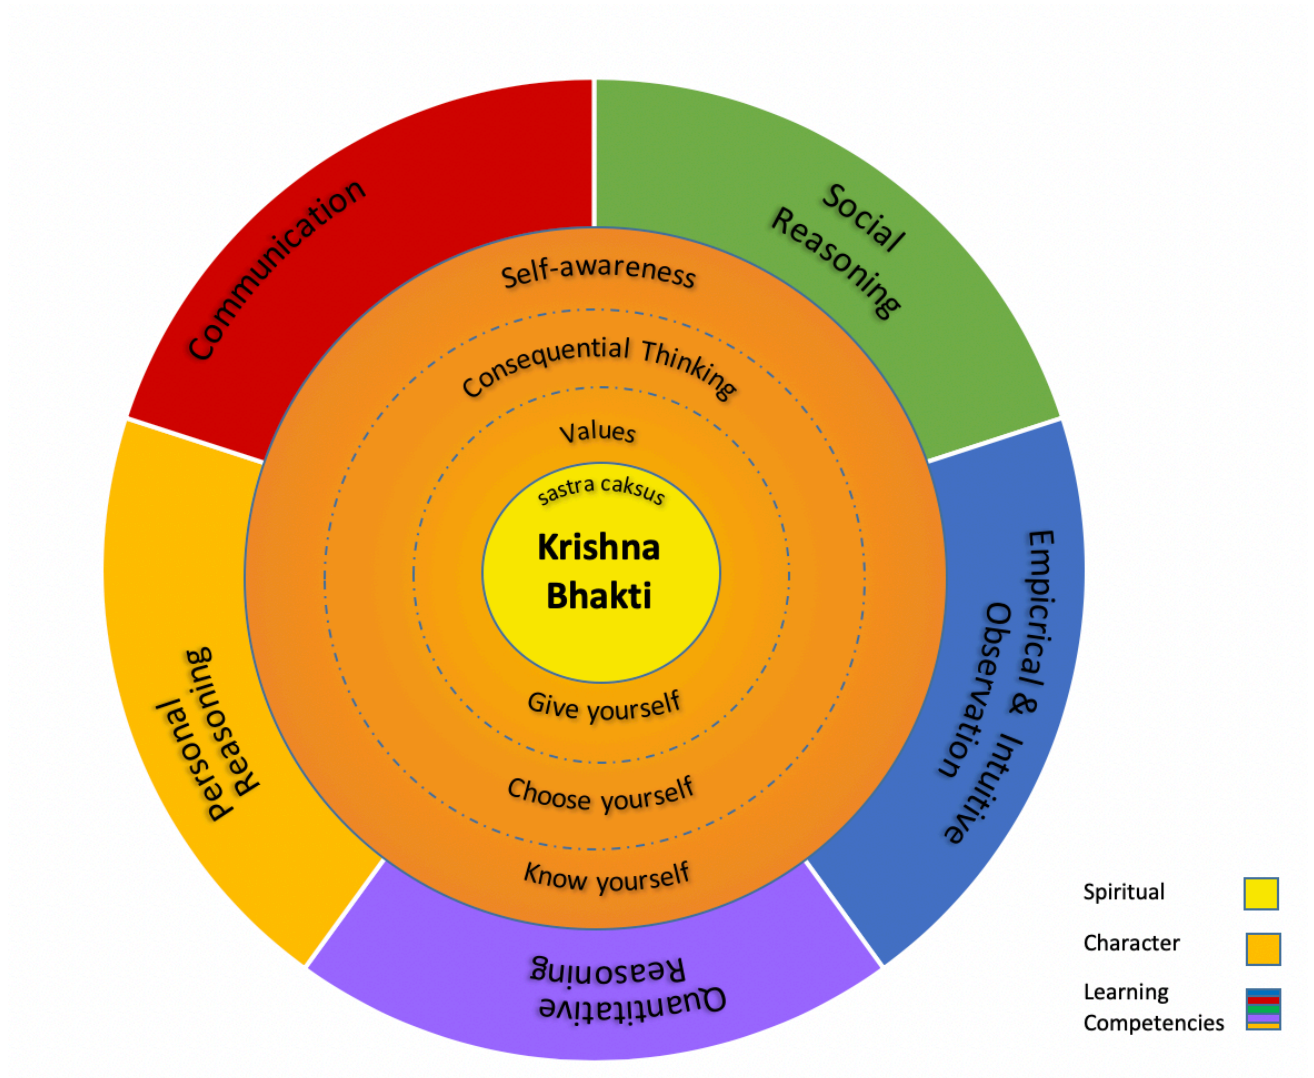 Communication
Social
Reasoning
Self-awareness
Consequential Thinking
Values
sastra caksus
Krishna
Bhakti
Give yourself
Choose yourself
Know yourself
Empicrical & Intuitive
Observation
Personal
Reasoning
Quantitative
Reasoning
Spiritual
Character
Learning
Competencies